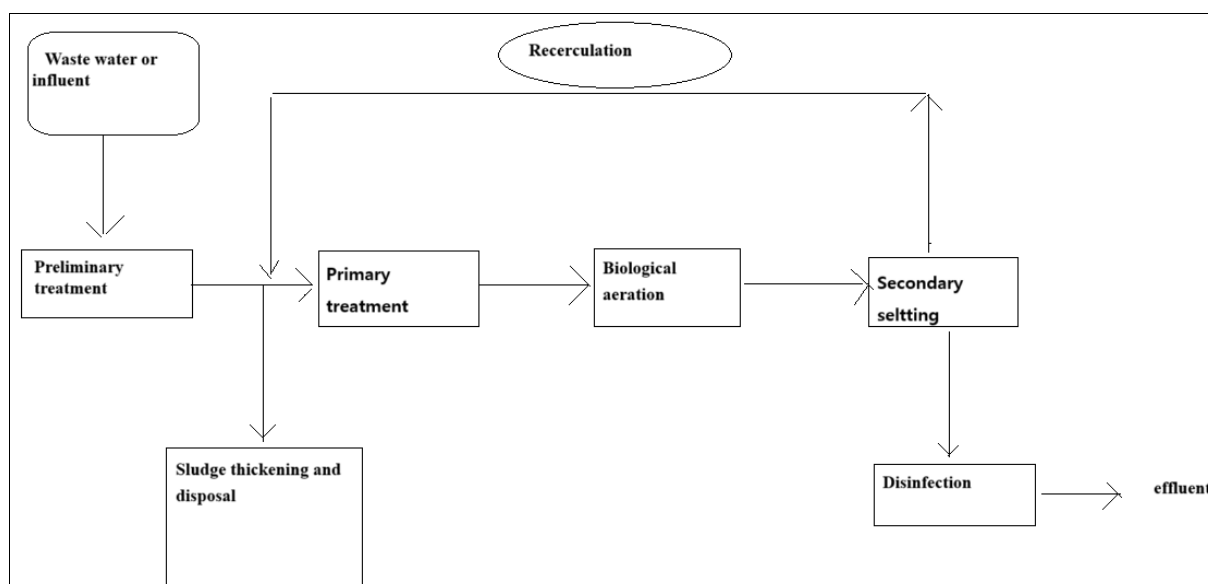 Waste water or
influent
Recerculation
Preliminary
treatment
Primary
treatment
Biological
aeration
Secondary
seltting
Sludge thickening and
disposal
Disinfection
effluent